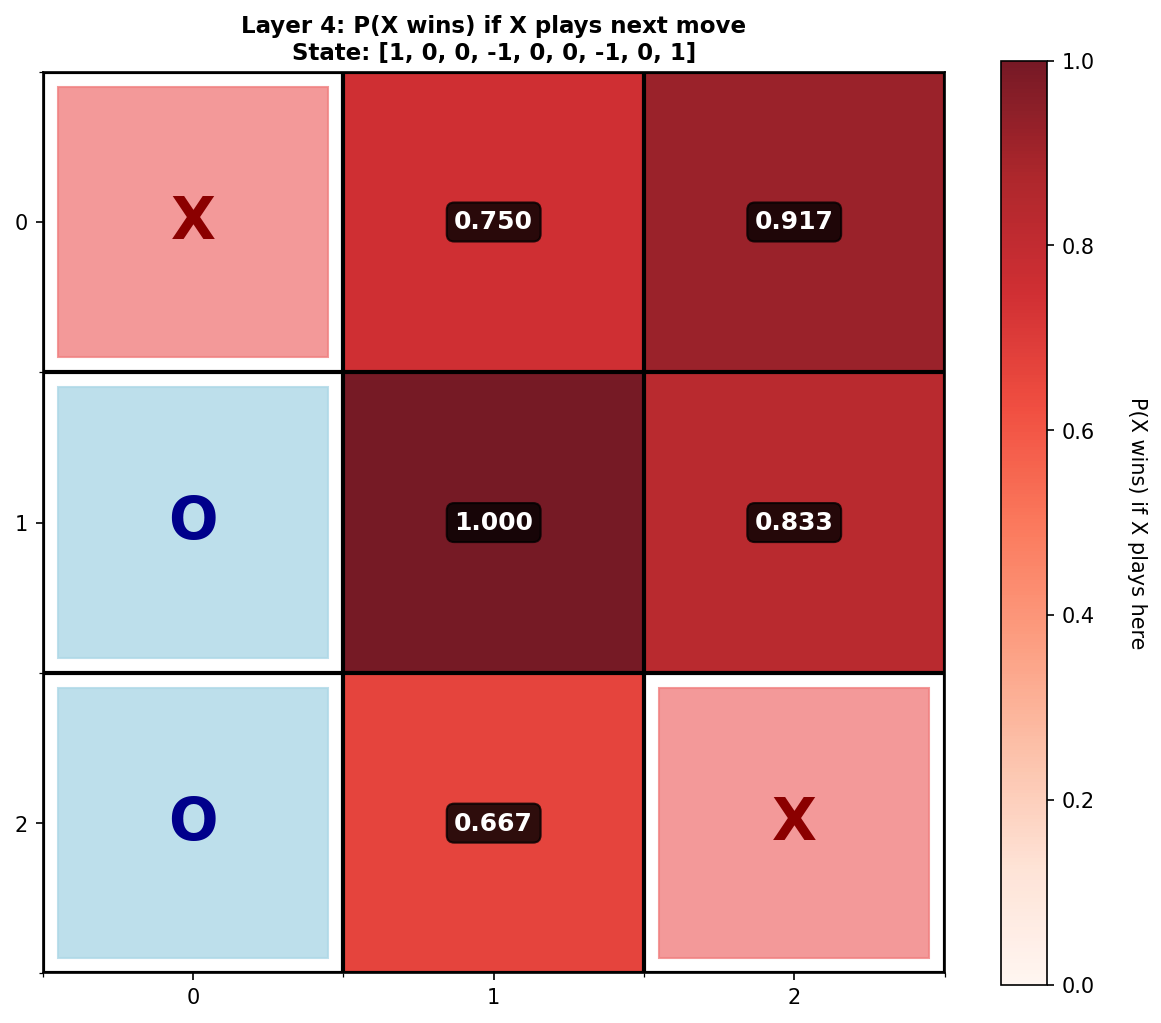 Layer 4: P(X wins) if X plays next move
State: [1, 0, 0, -1, 0, 0, -1, 0, 1]
0
X
0.750
0.917
1
O
1.000
0.833
2
O
0.667
X
0
1
2
1.0
0.8
0.6
0.4
0.2
0.0
P(X wins) if X plays here